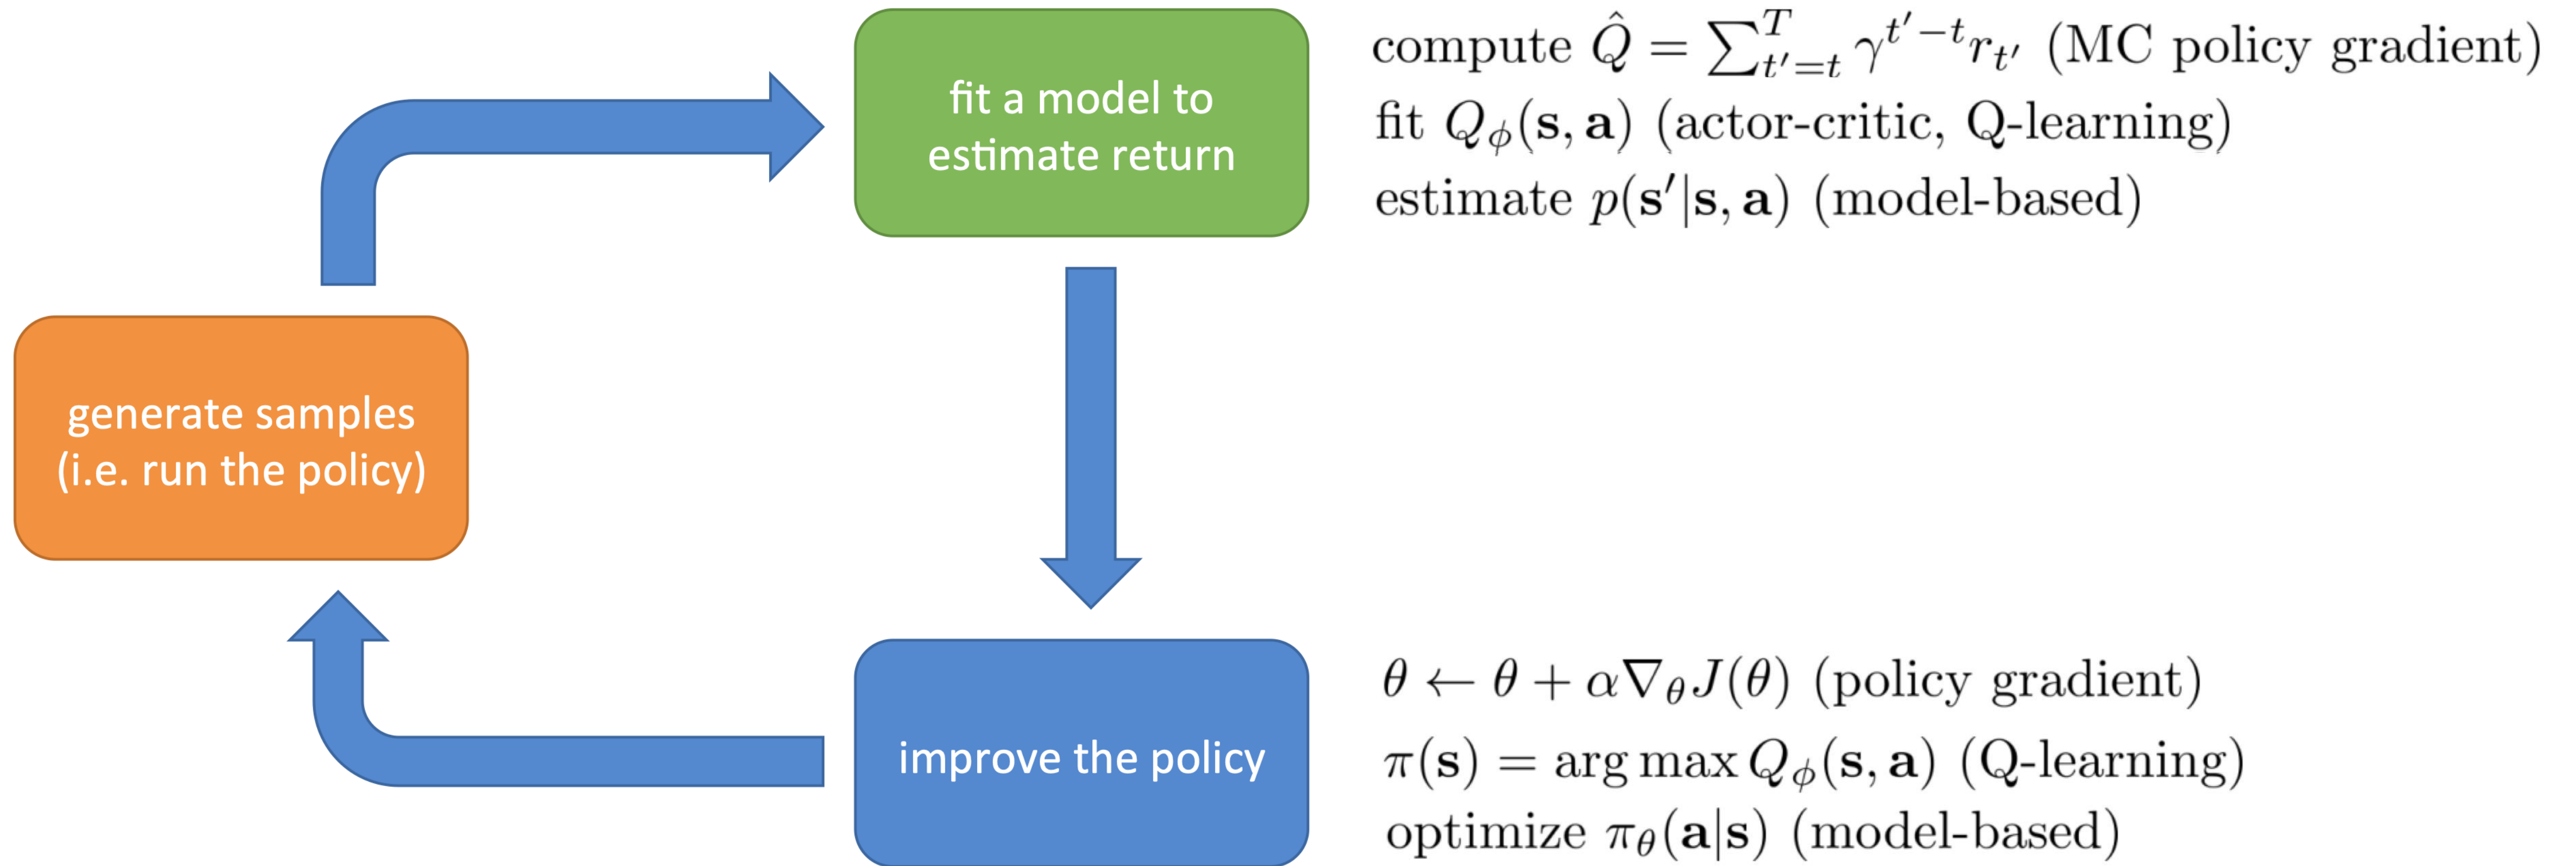 fit a model to
estimate return
compute Q̂ = ∑_{t'=t}^{T} γ^{t'-t} r_{t'} (MC policy gradient)
fit Q_ϕ(s, a) (actor-critic, Q-learning)
estimate p(s'|s, a) (model-based)
generate samples
(i.e. run the policy)
improve the policy
θ ← θ + α∇_θ J(θ) (policy gradient)
π(s) = arg max Q_ϕ(s, a) (Q-learning)
optimize π_θ(a|s) (model-based)